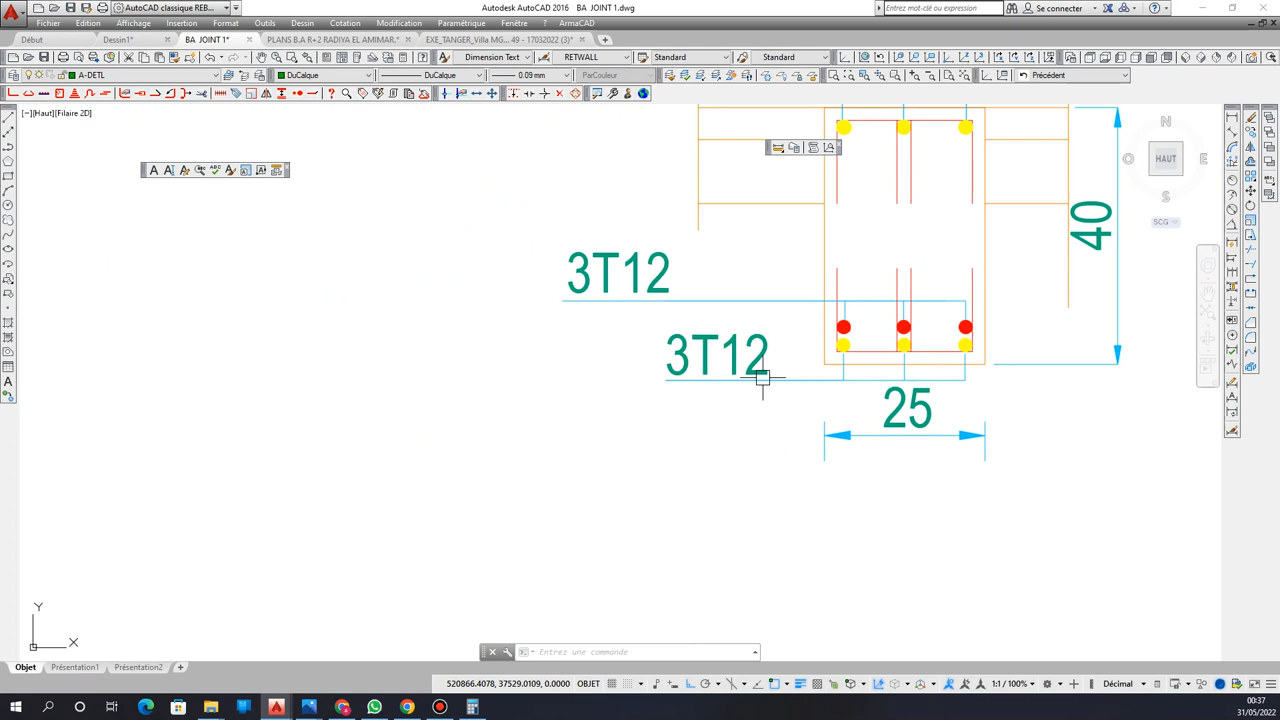 Autodesk AutoCAD 2016    BA  JOINT 1.dwg
AutoCAD classique REB...
Entrez mot-clé ou expression
Se connecter
Fichier Edition Affichage Insertion Format Outils Dessin Cotation Modification Paramétrique Fenêtre ? ArmaCAD
Début Dessin1* BA JOINT 1* PLANS B.A R+2 RADIYA EL AMIMAR.* EXE_TANGER_Villa MG... 49 - 17032022 (3)*
Dimension Text RETWALL Standard Standard
A-DETL DuCalque DuCalque 0.09 mm ParCouleur Précédent
[−][Haut][Filaire 2D]
N
O HAUT E
S
SCG
40
3T12
3T12
25
Y
X
Entrez une commande
Objet Présentation1 Présentation2
520866.4078, 37529.0109, 0.0000 OBJET 1:1 / 100% Décimal
00:37
31/05/2022